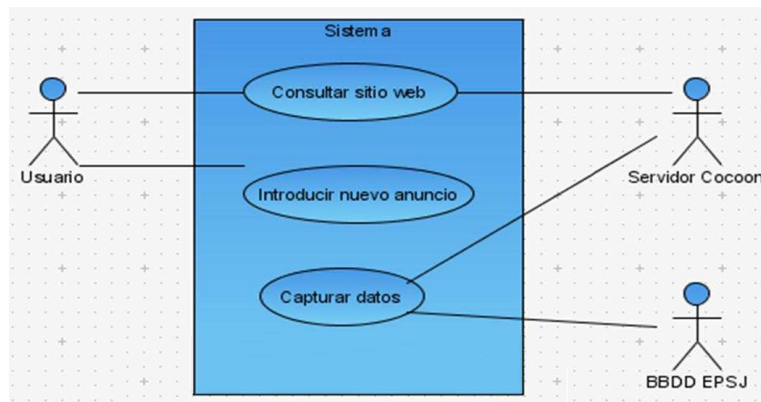 Sistema
Consultar sitio web
Usuario
Servidor Cocoon
Introducir nuevo anuncio
Capturar datos
BBDD EPSJ